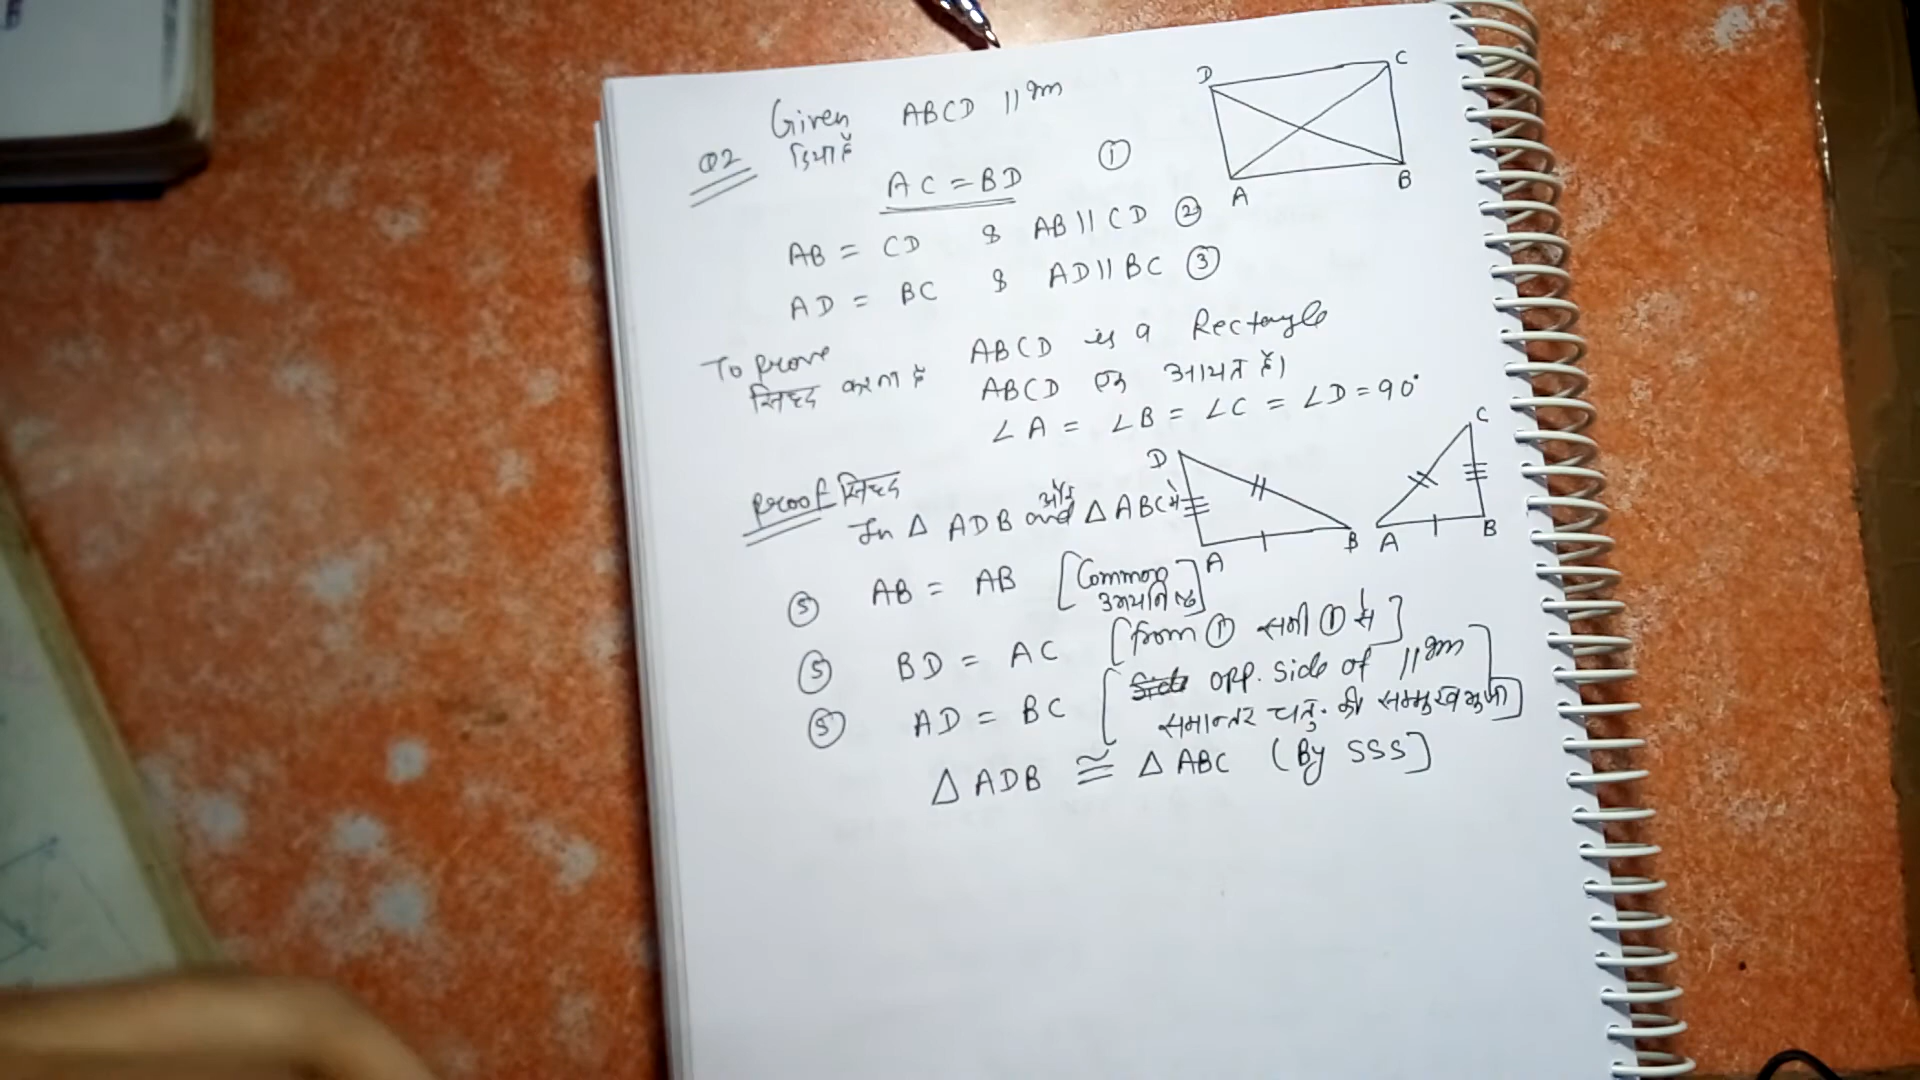 Given ABCD ||gm
Q2 दिया है
AC = BD ①
AB = CD & AB || CD ②
AD = BC & AD || BC ③
To prove ABCD is a Rectangle
सिद्ध करना है ABCD एक आयत है।
∠A = ∠B = ∠C = ∠D = 90°
Proof सिद्ध
In △ ADB and और △ ABC में
Ⓢ AB = AB [Common
उभयनिष्ठ]
Ⓢ BD = AC [from ① समी ① से]
Ⓢ AD = BC [opp. side of ||gm]
समान्तर चतु. की सम्मुख भुजा]
△ ADB ≅ △ ABC (By SSS]
D C
A B
D
A B
C
A B